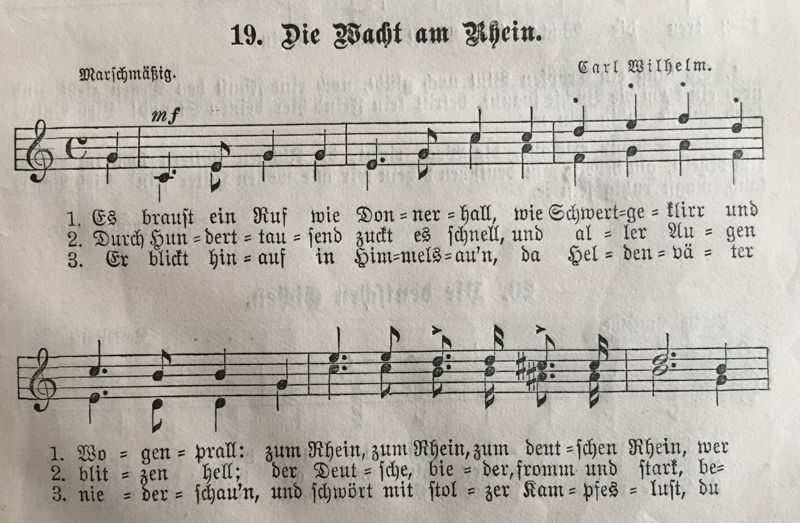 19. Die Wacht am Rhein.
Marschmäßig.
Carl Wilhelm.
mf
1. Es braust ein Ruf wie Don=ner=hall, wie Schwert=ge=klirr und
2. Durch Hun=dert=tau=send zuckt es schnell, und al=ler Au=gen
3. Er blickt hin=auf in Him=mels=au'n, da Hel=den=vä=ter
1. Wo=gen=prall: zum Rhein, zum Rhein, zum deut=schen Rhein, wer
2. blit=zen hell; der Deut=sche, bie=der, fromm und stark, be=
3. nie=der=schau'n, und schwört mit stol=zer Kam=pfes=lust, du